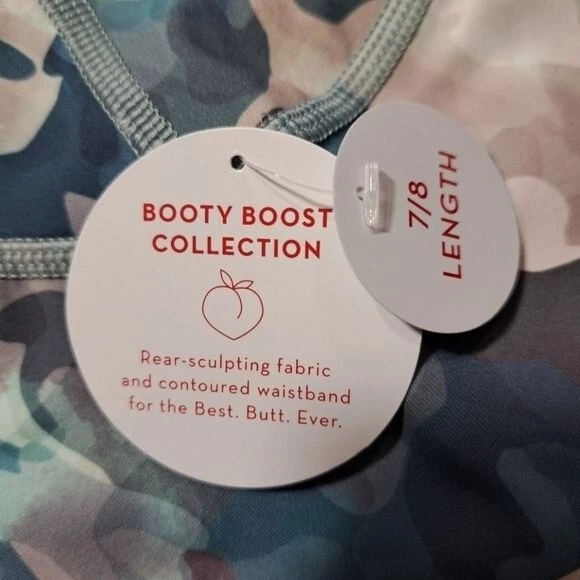 BOOTY BOOST
COLLECTION
Rear-sculpting fabric
and contoured waistband
for the Best. Butt. Ever.
7/8
LENGTH